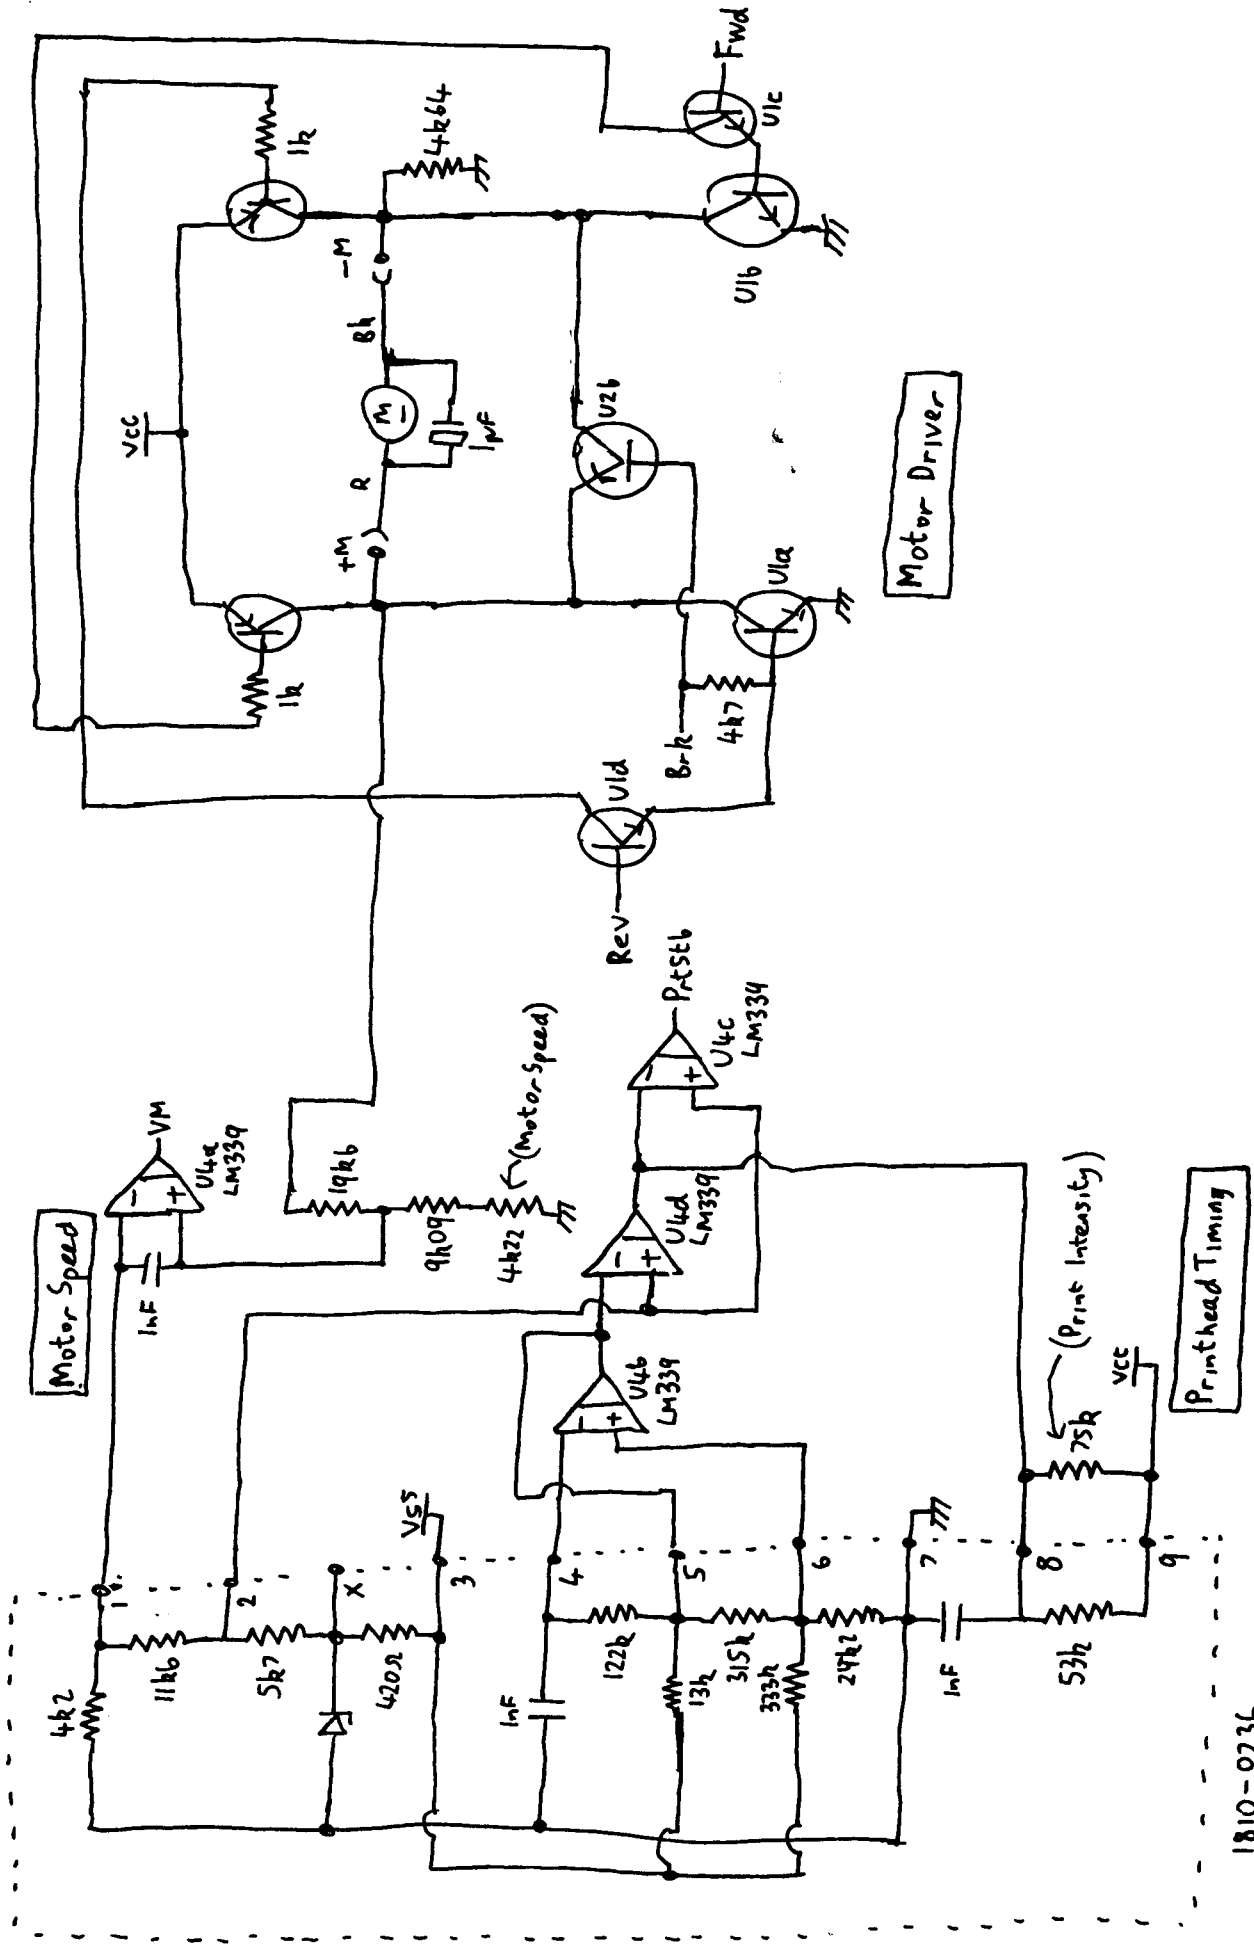 Motor Speed
1nF
U4a
LM339
VM
19k6
9k09
4k22
(Motor Speed)
1
4k2
11k6
2
5k7
X
420Ω
3
Vss
4
122k
1nF
5
13k
315k
333k
6
24k2
7
1nF
8
53k
9
75k
(Print Intensity)
VCC
Printhead Timing
1810-0236
U4b
LM339
U4d
LM339
U4c
LM339
PrtStb
VCC
1k
1k
+M
R
M
1µF
Bk
-M
4k64
Rev
U1d
Brk
4k7
U1a
U2b
U1b
U1c
Fwd
Motor Driver
-
+
-
+
-
+
-
+